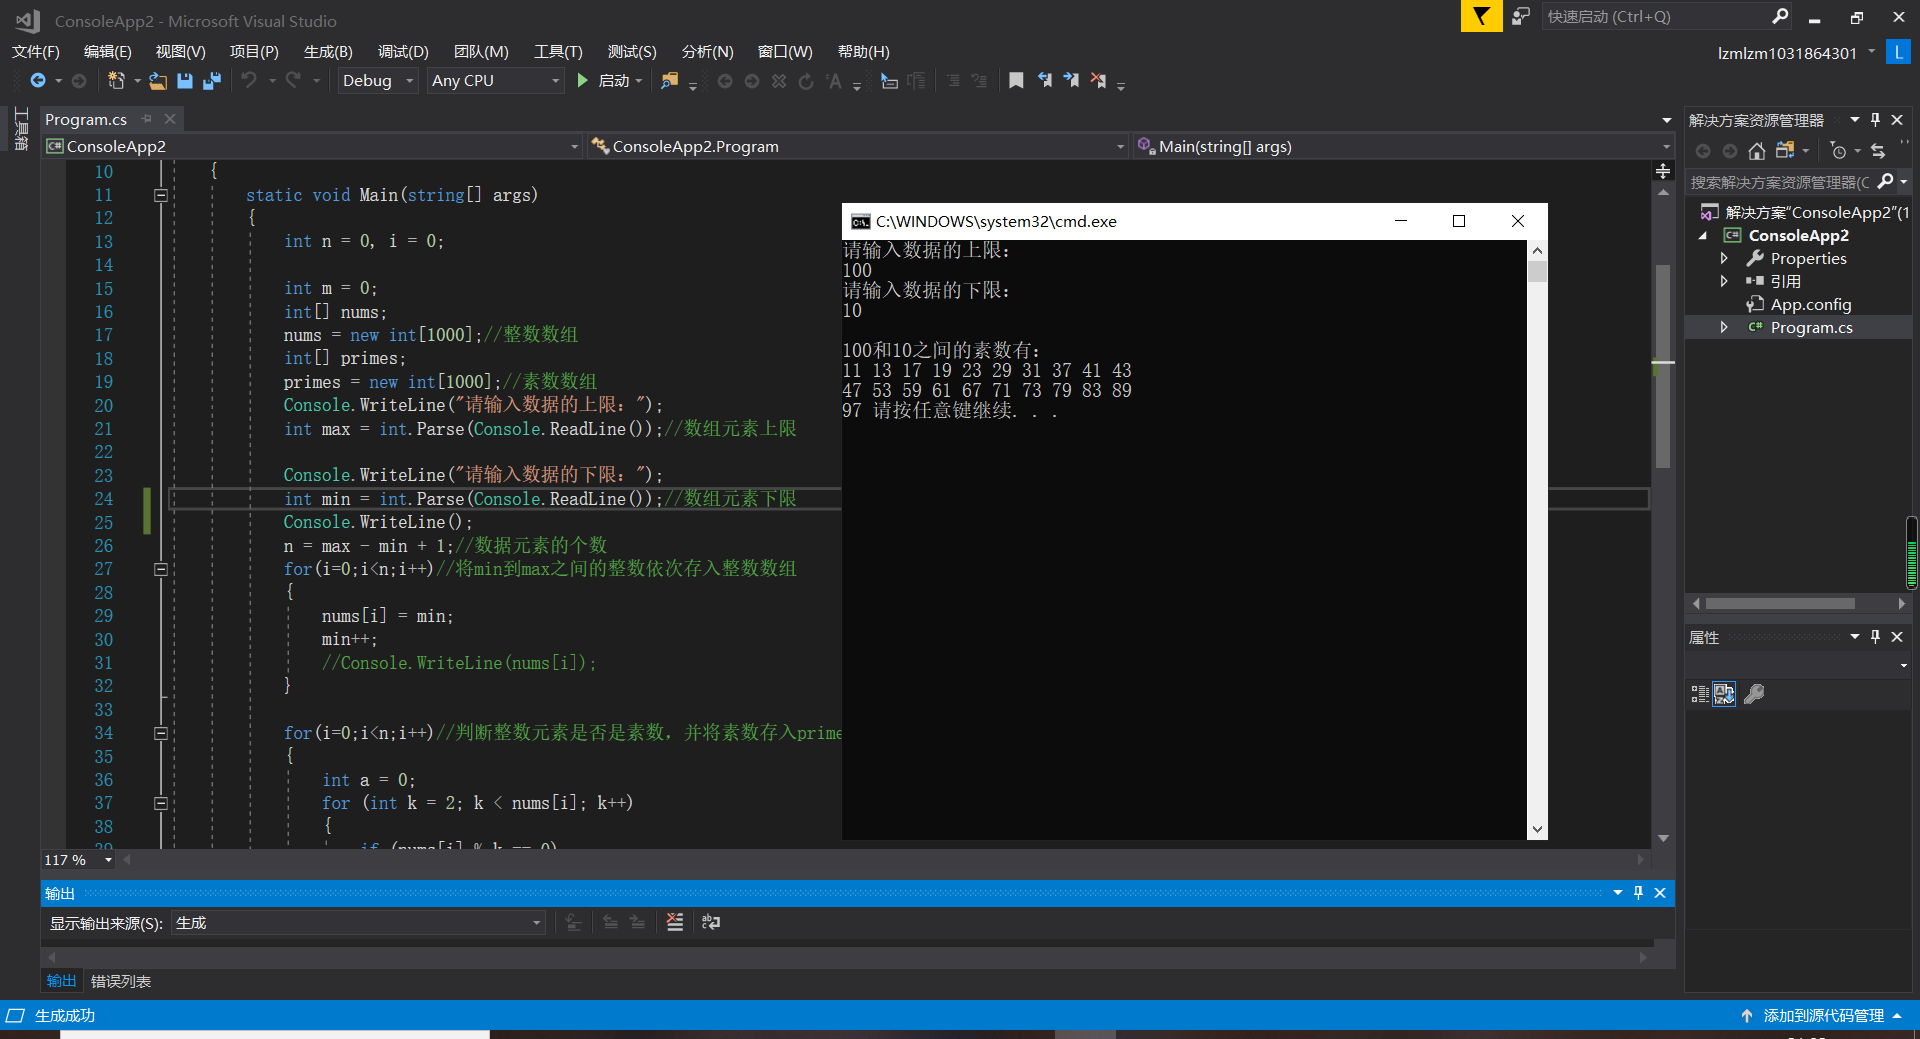 ConsoleApp2 - Microsoft Visual Studio
快速启动 (Ctrl+Q)
文件(F) 编辑(E) 视图(V) 项目(P) 生成(B) 调试(D) 团队(M) 工具(T) 测试(S) 分析(N) 窗口(W) 帮助(H)
lzmlzm1031864301 L
Debug Any CPU 启动
工具箱
Program.cs
ConsoleApp2 ConsoleApp2.Program Main(string[] args)
10 {
11 static void Main(string[] args)
12 {
13 int n = 0, i = 0;
14
15 int m = 0;
16 int[] nums;
17 nums = new int[1000];//整数数组
18 int[] primes;
19 primes = new int[1000];//素数数组
20 Console.WriteLine("请输入数据的上限：");
21 int max = int.Parse(Console.ReadLine());//数组元素上限
22
23 Console.WriteLine("请输入数据的下限：");
24 int min = int.Parse(Console.ReadLine());//数组元素下限
25 Console.WriteLine();
26 n = max - min + 1;//数据元素的个数
27 for(i=0;i<n;i++)//将min到max之间的整数依次存入整数数组
28 {
29 nums[i] = min;
30 min++;
31 //Console.WriteLine(nums[i]);
32 }
33
34 for(i=0;i<n;i++)//判断整数元素是否是素数，并将素数存入prime
35 {
36 int a = 0;
37 for (int k = 2; k < nums[i]; k++)
38 {
39 if (nums[i] % k == 0)
117 %
C:\WINDOWS\system32\cmd.exe
请输入数据的上限：
100
请输入数据的下限：
10
100和10之间的素数有：
11 13 17 19 23 29 31 37 41 43
47 53 59 61 67 71 73 79 83 89
97 请按任意键继续. . .
解决方案资源管理器
搜索解决方案资源管理器(C
解决方案"ConsoleApp2"(1
ConsoleApp2
Properties
引用
App.config
Program.cs
属性
输出
显示输出来源(S): 生成
输出 错误列表
生成成功
添加到源代码管理